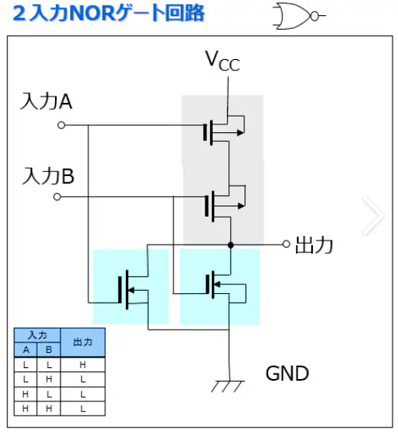 ２入力NORゲート回路
VCC
入力A
入力B
出力
GND
入力 出力
A B
L L H
L H L
H L L
H H L